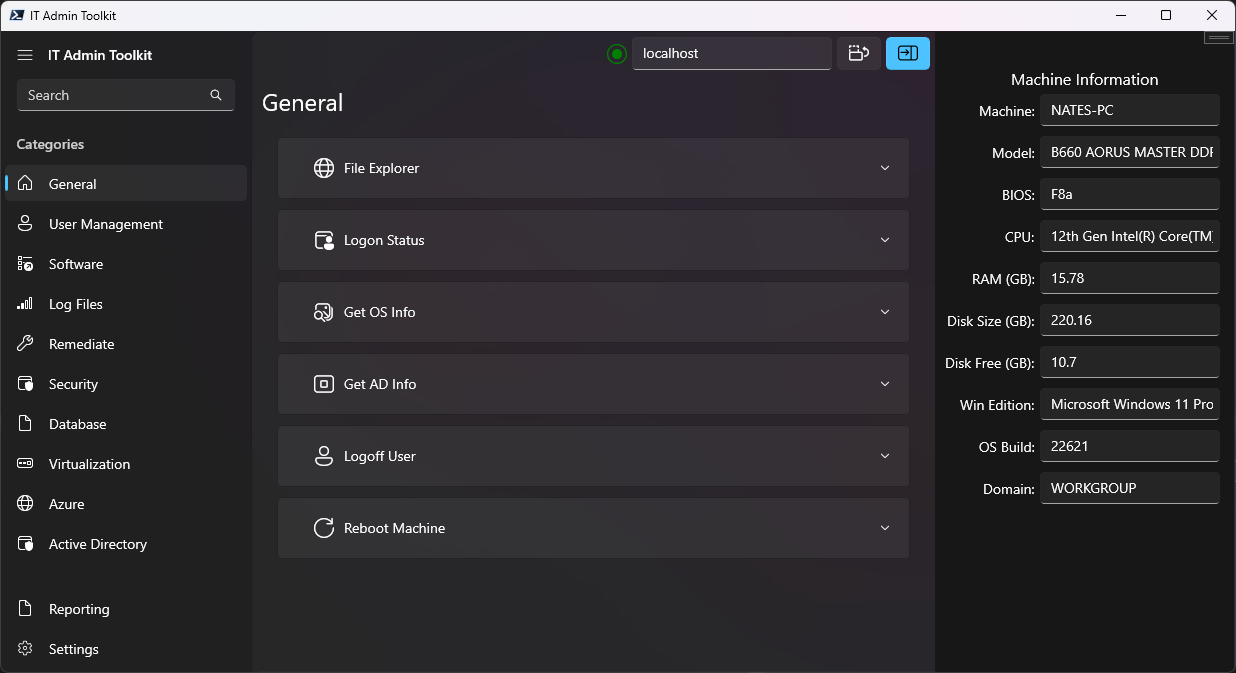 IT Admin Toolkit
IT Admin Toolkit
Search
Categories
General
User Management
Software
Log Files
Remediate
Security
Database
Virtualization
Azure
Active Directory
Reporting
Settings
localhost
General
File Explorer
Logon Status
Get OS Info
Get AD Info
Logoff User
Reboot Machine
Machine Information
Machine: NATES-PC
Model: B660 AORUS MASTER DDR
BIOS: F8a
CPU: 12th Gen Intel(R) Core(TM)
RAM (GB): 15.78
Disk Size (GB): 220.16
Disk Free (GB): 10.7
Win Edition: Microsoft Windows 11 Pro
OS Build: 22621
Domain: WORKGROUP